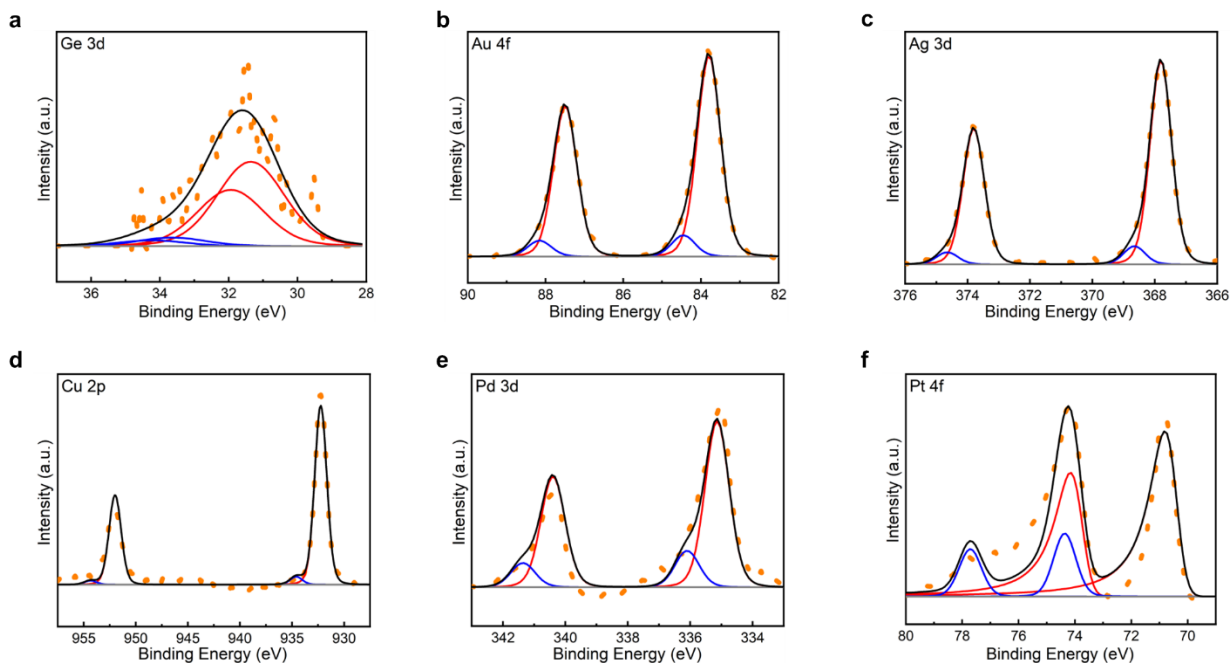 a
Ge 3d
Intensity (a.u.)
36 34 32 30 28
Binding Energy (eV)
b
Au 4f
Intensity (a.u.)
90 88 86 84 82
Binding Energy (eV)
c
Ag 3d
Intensity (a.u.)
376 374 372 370 368 366
Binding Energy (eV)
d
Cu 2p
Intensity (a.u.)
955 950 945 940 935 930
Binding Energy (eV)
e
Pd 3d
Intensity (a.u.)
342 340 338 336 334
Binding Energy (eV)
f
Pt 4f
Intensity (a.u.)
80 78 76 74 72 70
Binding Energy (eV)